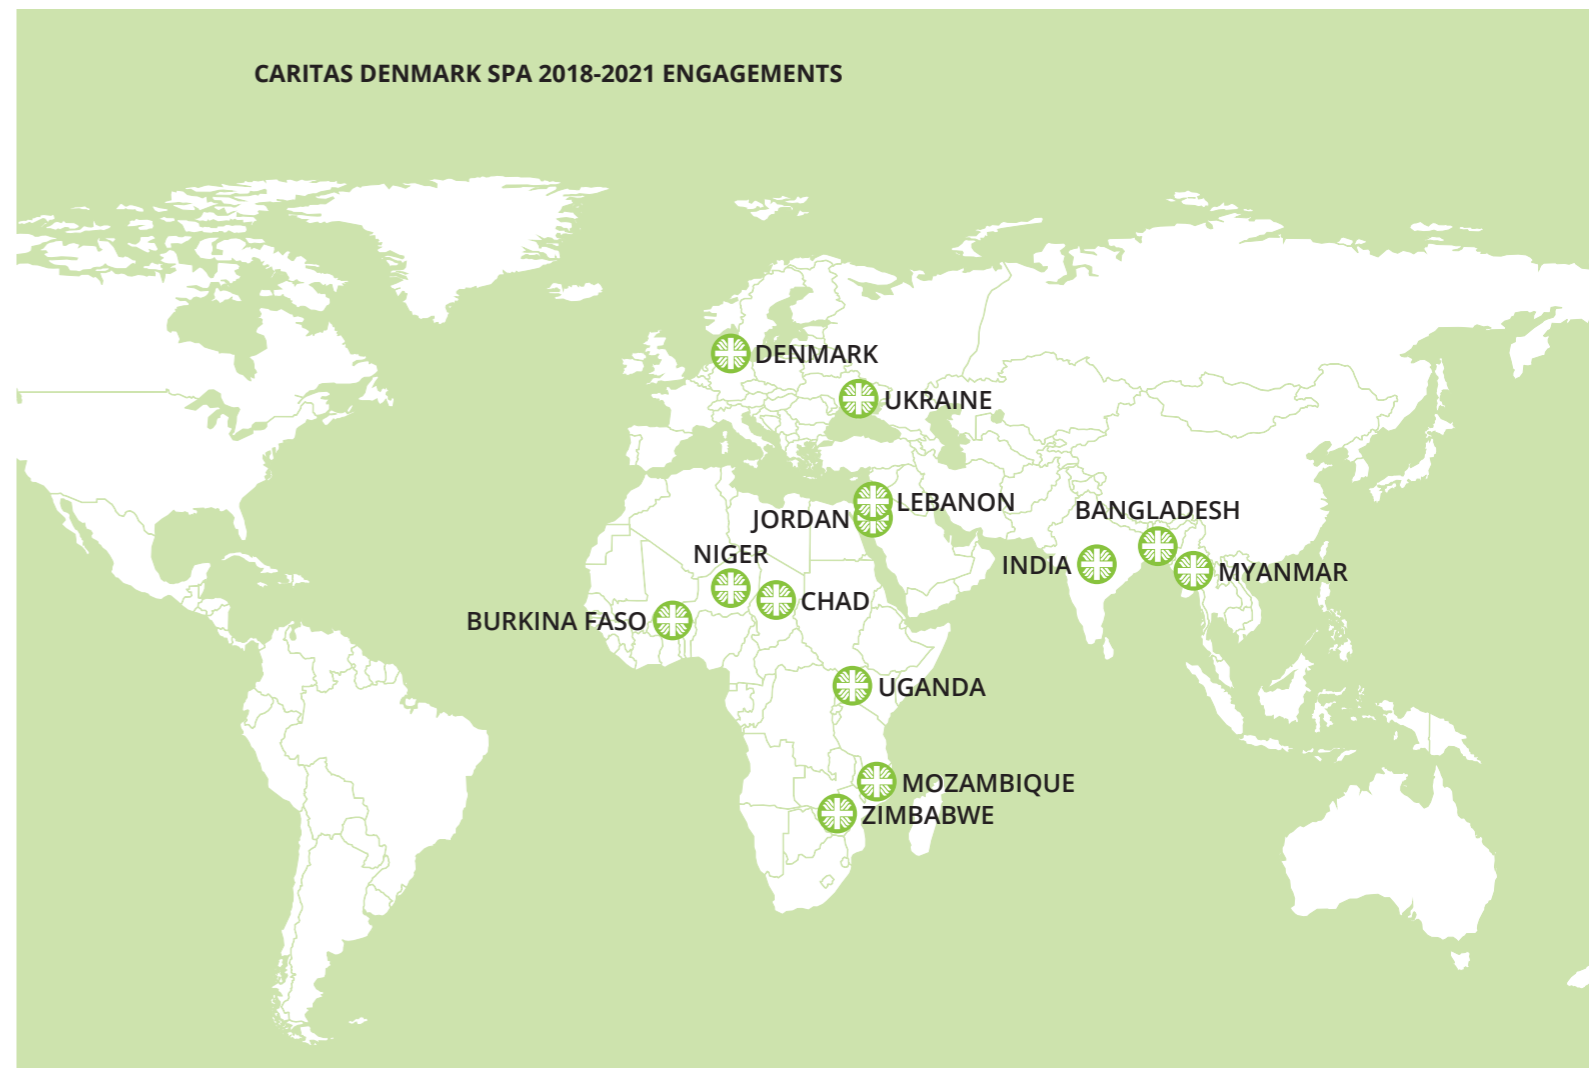 CARITAS DENMARK SPA 2018-2021 ENGAGEMENTS
DENMARK
UKRAINE
LEBANON
JORDAN
BANGLADESH
NIGER
INDIA
MYANMAR
CHAD
BURKINA FASO
UGANDA
MOZAMBIQUE
ZIMBABWE